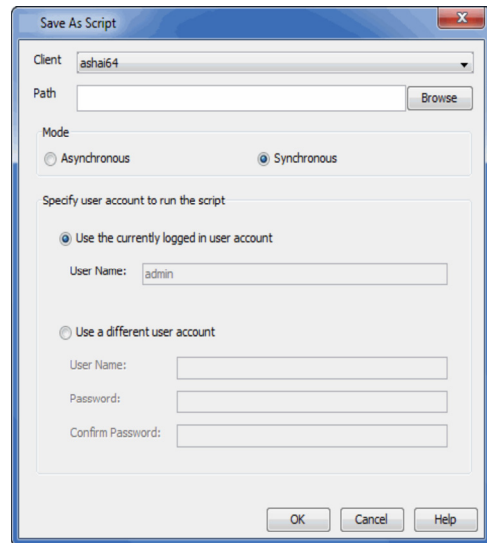 Save As Script
X
Client ashai64
Path Browse
Mode
Asynchronous Synchronous
Specify user account to run the script
Use the currently logged in user account
User Name: admin
Use a different user account
User Name:
Password:
Confirm Password:
OK Cancel Help